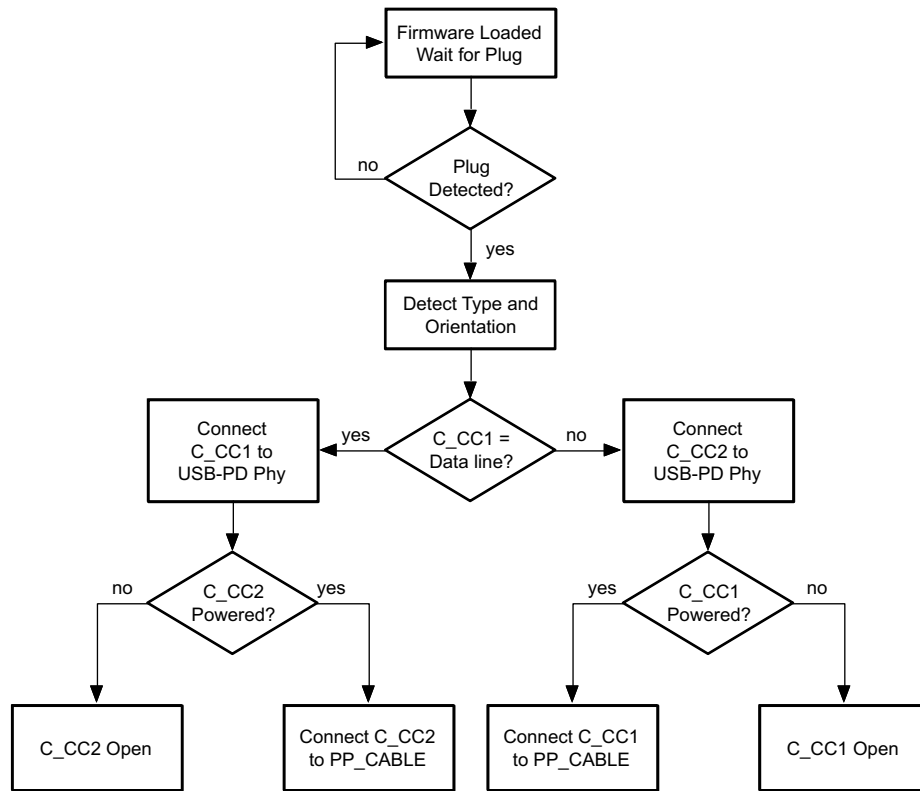 Firmware Loaded
Wait for Plug
no
Plug
Detected?
yes
Detect Type and
Orientation
Connect
C_CC1 to
USB-PD Phy
yes
C_CC1 =
Data line?
no
Connect
C_CC2 to
USB-PD Phy
no
C_CC2
Powered?
yes
yes
C_CC1
Powered?
no
C_CC2 Open
Connect C_CC2
to PP_CABLE
Connect C_CC1
to PP_CABLE
C_CC1 Open